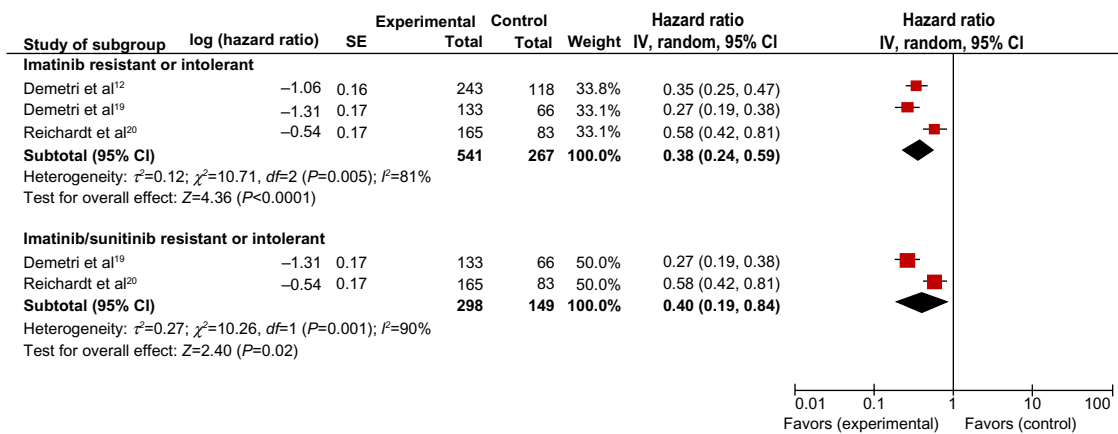 Experimental Control Hazard ratio Hazard ratio
Study of subgroup log (hazard ratio) SE Total Total Weight IV, random, 95% CI IV, random, 95% CI
Imatinib resistant or intolerant
Demetri et al¹² –1.06 0.16 243 118 33.8% 0.35 (0.25, 0.47)
Demetri et al¹⁹ –1.31 0.17 133 66 33.1% 0.27 (0.19, 0.38)
Reichardt et al²⁰ –0.54 0.17 165 83 33.1% 0.58 (0.42, 0.81)
Subtotal (95% CI) 541 267 100.0% 0.38 (0.24, 0.59)
Heterogeneity: τ²=0.12; χ²=10.71, df=2 (P=0.005); I²=81%
Test for overall effect: Z=4.36 (P<0.0001)
Imatinib/sunitinib resistant or intolerant
Demetri et al¹⁹ –1.31 0.17 133 66 50.0% 0.27 (0.19, 0.38)
Reichardt et al²⁰ –0.54 0.17 165 83 50.0% 0.58 (0.42, 0.81)
Subtotal (95% CI) 298 149 100.0% 0.40 (0.19, 0.84)
Heterogeneity: τ²=0.27; χ²=10.26, df=1 (P=0.001); I²=90%
Test for overall effect: Z=2.40 (P=0.02)
0.01 0.1 1 10 100
Favors (experimental) Favors (control)